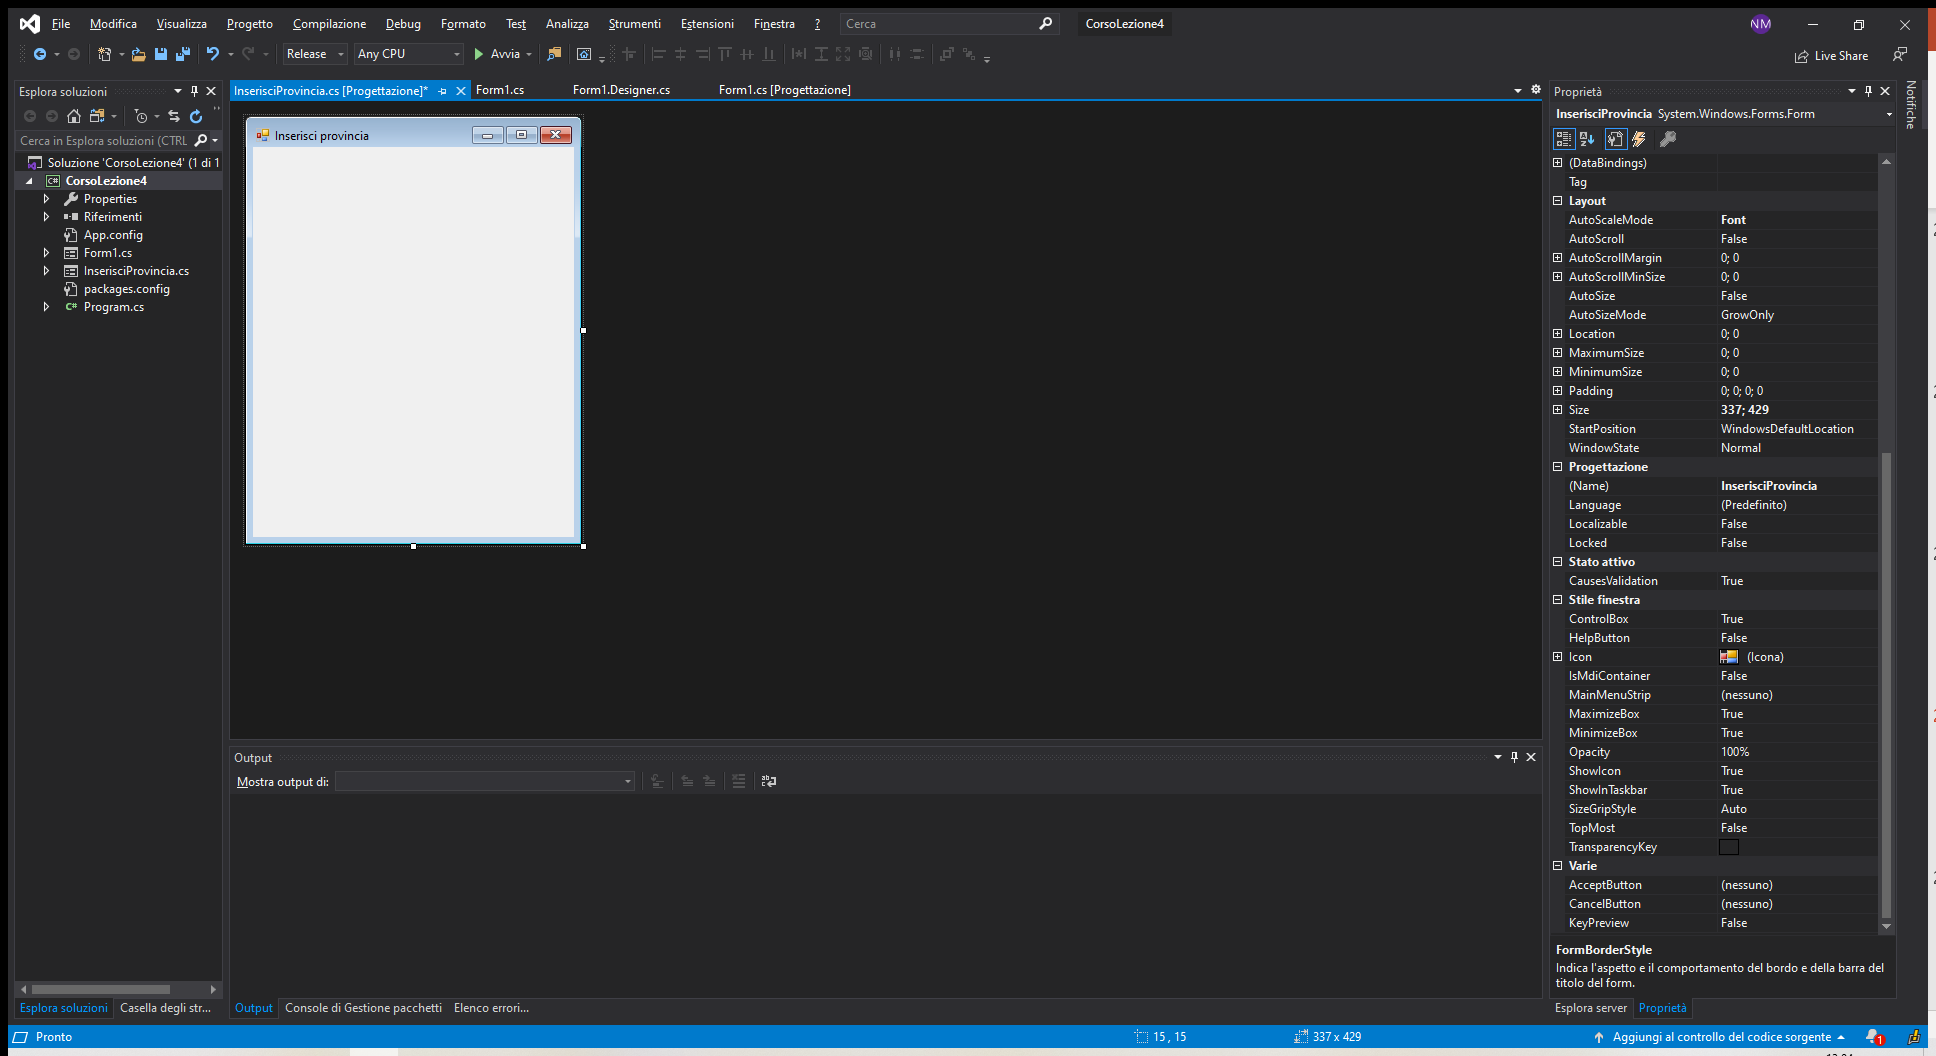 File Modifica Visualizza Progetto Compilazione Debug Formato Test Analizza Strumenti Estensioni Finestra ? Cerca CorsoLezione4 NM
Release Any CPU Avvia Live Share
Esplora soluzioni
Cerca in Esplora soluzioni (CTRL
Soluzione 'CorsoLezione4' (1 di 1
C# CorsoLezione4
Properties
Riferimenti
App.config
Form1.cs
InserisciProvincia.cs
packages.config
C# Program.cs
Esplora soluzioni Casella degli str...
InserisciProvincia.cs [Progettazione]* Form1.cs Form1.Designer.cs Form1.cs [Progettazione]
Inserisci provincia
Output
Mostra output di:
Output Console di Gestione pacchetti Elenco errori...
Proprietà
InserisciProvincia System.Windows.Forms.Form
(DataBindings)
Tag
Layout
AutoScaleMode Font
AutoScroll False
AutoScrollMargin 0; 0
AutoScrollMinSize 0; 0
AutoSize False
AutoSizeMode GrowOnly
Location 0; 0
MaximumSize 0; 0
MinimumSize 0; 0
Padding 0; 0; 0; 0
Size 337; 429
StartPosition WindowsDefaultLocation
WindowState Normal
Progettazione
(Name) InserisciProvincia
Language (Predefinito)
Localizable False
Locked False
Stato attivo
CausesValidation True
Stile finestra
ControlBox True
HelpButton False
Icon (Icona)
IsMdiContainer False
MainMenuStrip (nessuno)
MaximizeBox True
MinimizeBox True
Opacity 100%
ShowIcon True
ShowInTaskbar True
SizeGripStyle Auto
TopMost False
TransparencyKey
Varie
AcceptButton (nessuno)
CancelButton (nessuno)
KeyPreview False
FormBorderStyle
Indica l'aspetto e il comportamento del bordo e della barra del
titolo del form.
Esplora server Proprietà
Notifiche
Pronto 15 , 15 337 x 429 Aggiungi al controllo del codice sorgente 1